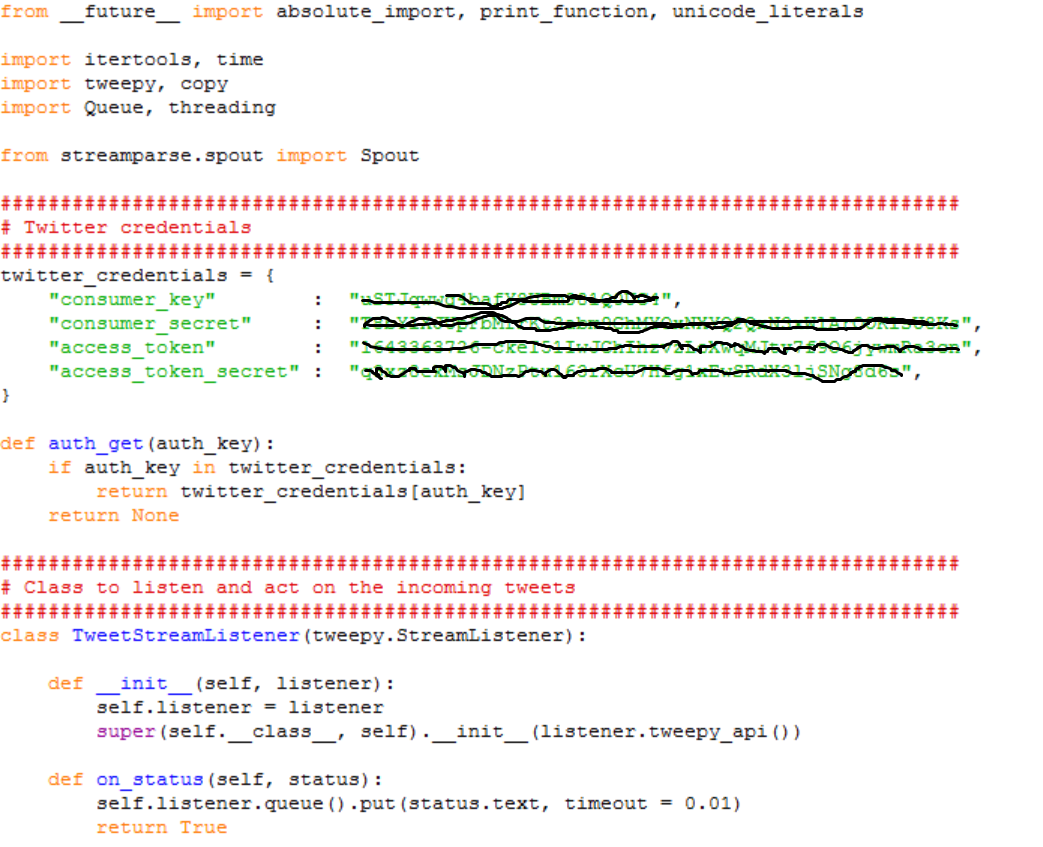 from __future__ import absolute_import, print_function, unicode_literals
import itertools, time
import tweepy, copy
import Queue, threading
from streamparse.spout import Spout
################################################################################
# Twitter credentials
################################################################################
twitter_credentials = {
    "consumer_key"        :  "",
    "consumer_secret"     :  "",
    "access_token"        :  "",
    "access_token_secret" :  "",
}
def auth_get(auth_key):
    if auth_key in twitter_credentials:
        return twitter_credentials[auth_key]
    return None
################################################################################
# Class to listen and act on the incoming tweets
################################################################################
class TweetStreamListener(tweepy.StreamListener):
    def __init__(self, listener):
        self.listener = listener
        super(self.__class__, self).__init__(listener.tweepy_api())
    def on_status(self, status):
        self.listener.queue().put(status.text, timeout = 0.01)
        return True